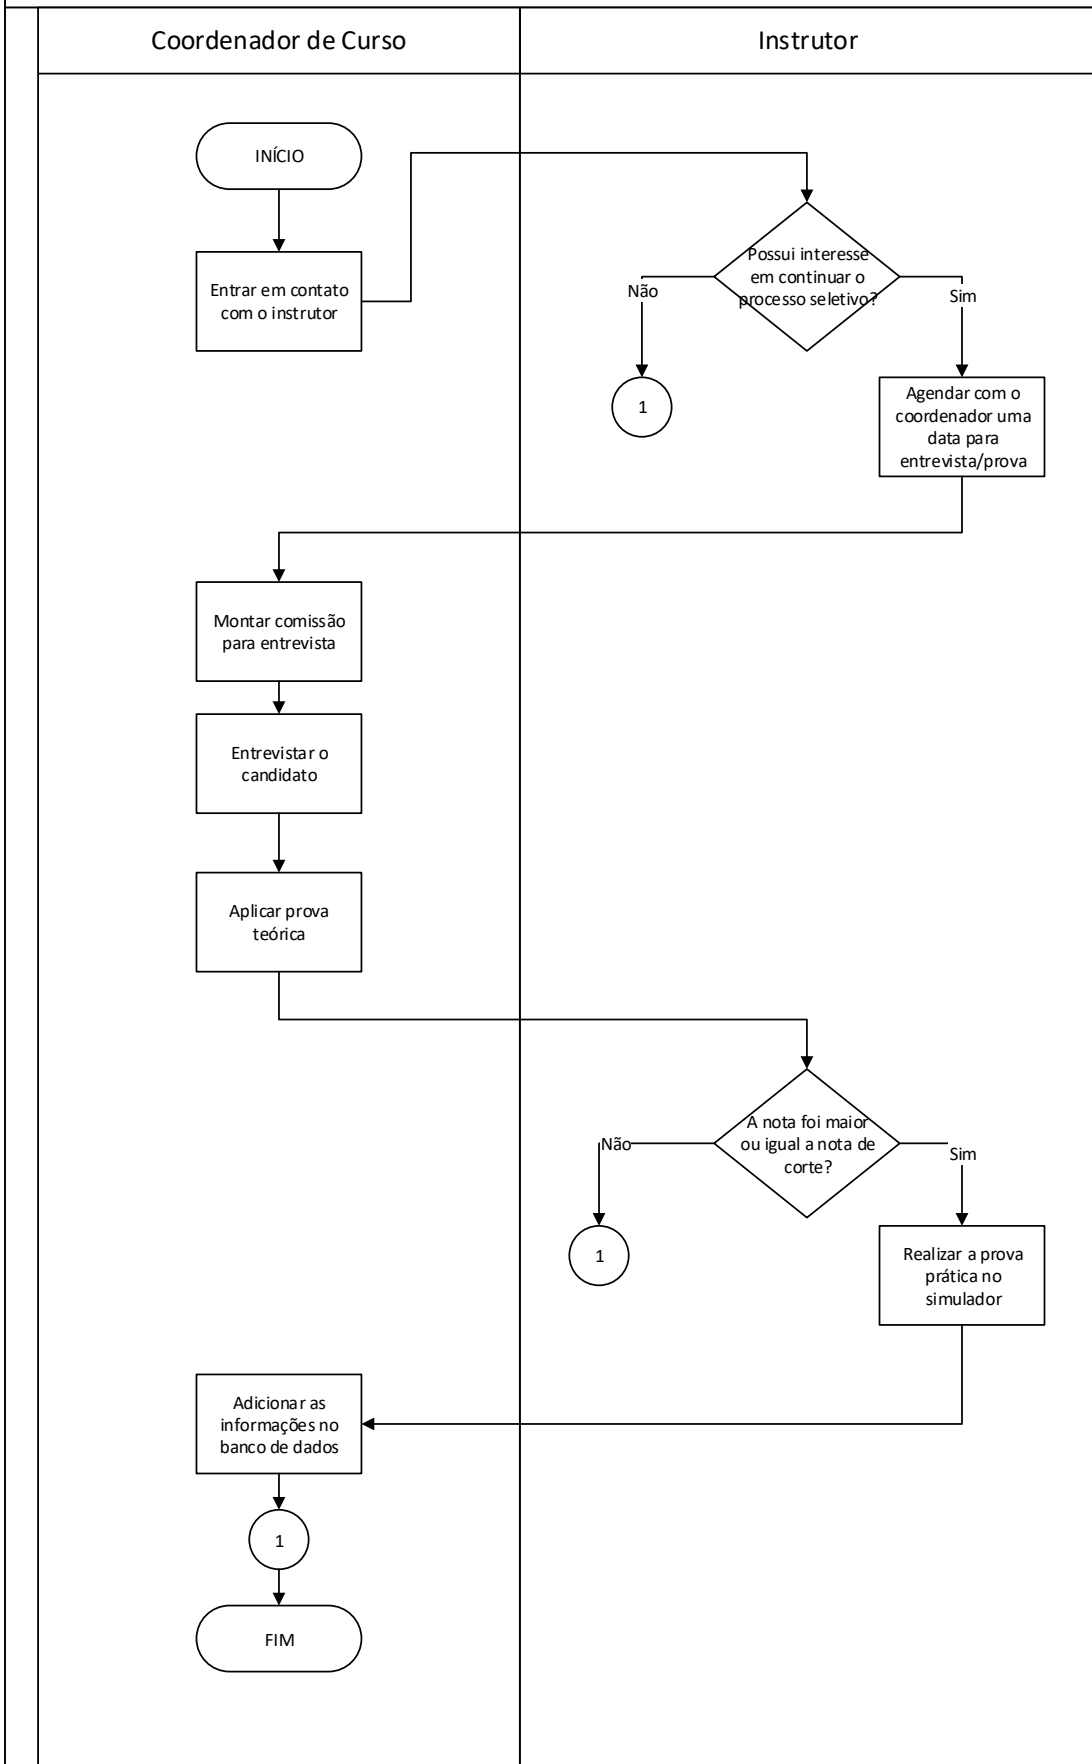 Coordenador de Curso
Instrutor
INÍCIO
Entrar em contato
com o instrutor
Possui interesse
em continuar o
processo seletivo?
Não
Sim
1
Agendar com o
coordenador uma
data para
entrevista/prova
Montar comissão
para entrevista
Entrevistar o
candidato
Aplicar prova
teórica
A nota foi maior
ou igual a nota de
corte?
Não
Sim
1
Realizar a prova
prática no
simulador
Adicionar as
informações no
banco de dados
1
FIM